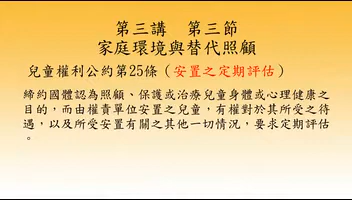 第三講　第三節
家庭環境與替代照顧
兒童權利公約第25條（安置之定期評估）
締約國體認為照顧、保護或治療兒童身體或心理健康之
目的，而由權責單位安置之兒童，有權對於其所受之待
遇，以及所受安置有關之其他一切情況，要求定期評估
。